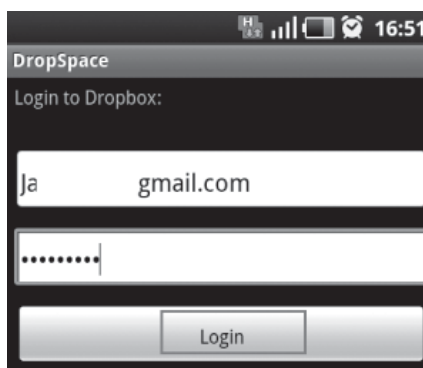 H 16:51
DropSpace
Login to Dropbox:
Ja gmail.com
•••••••••
Login